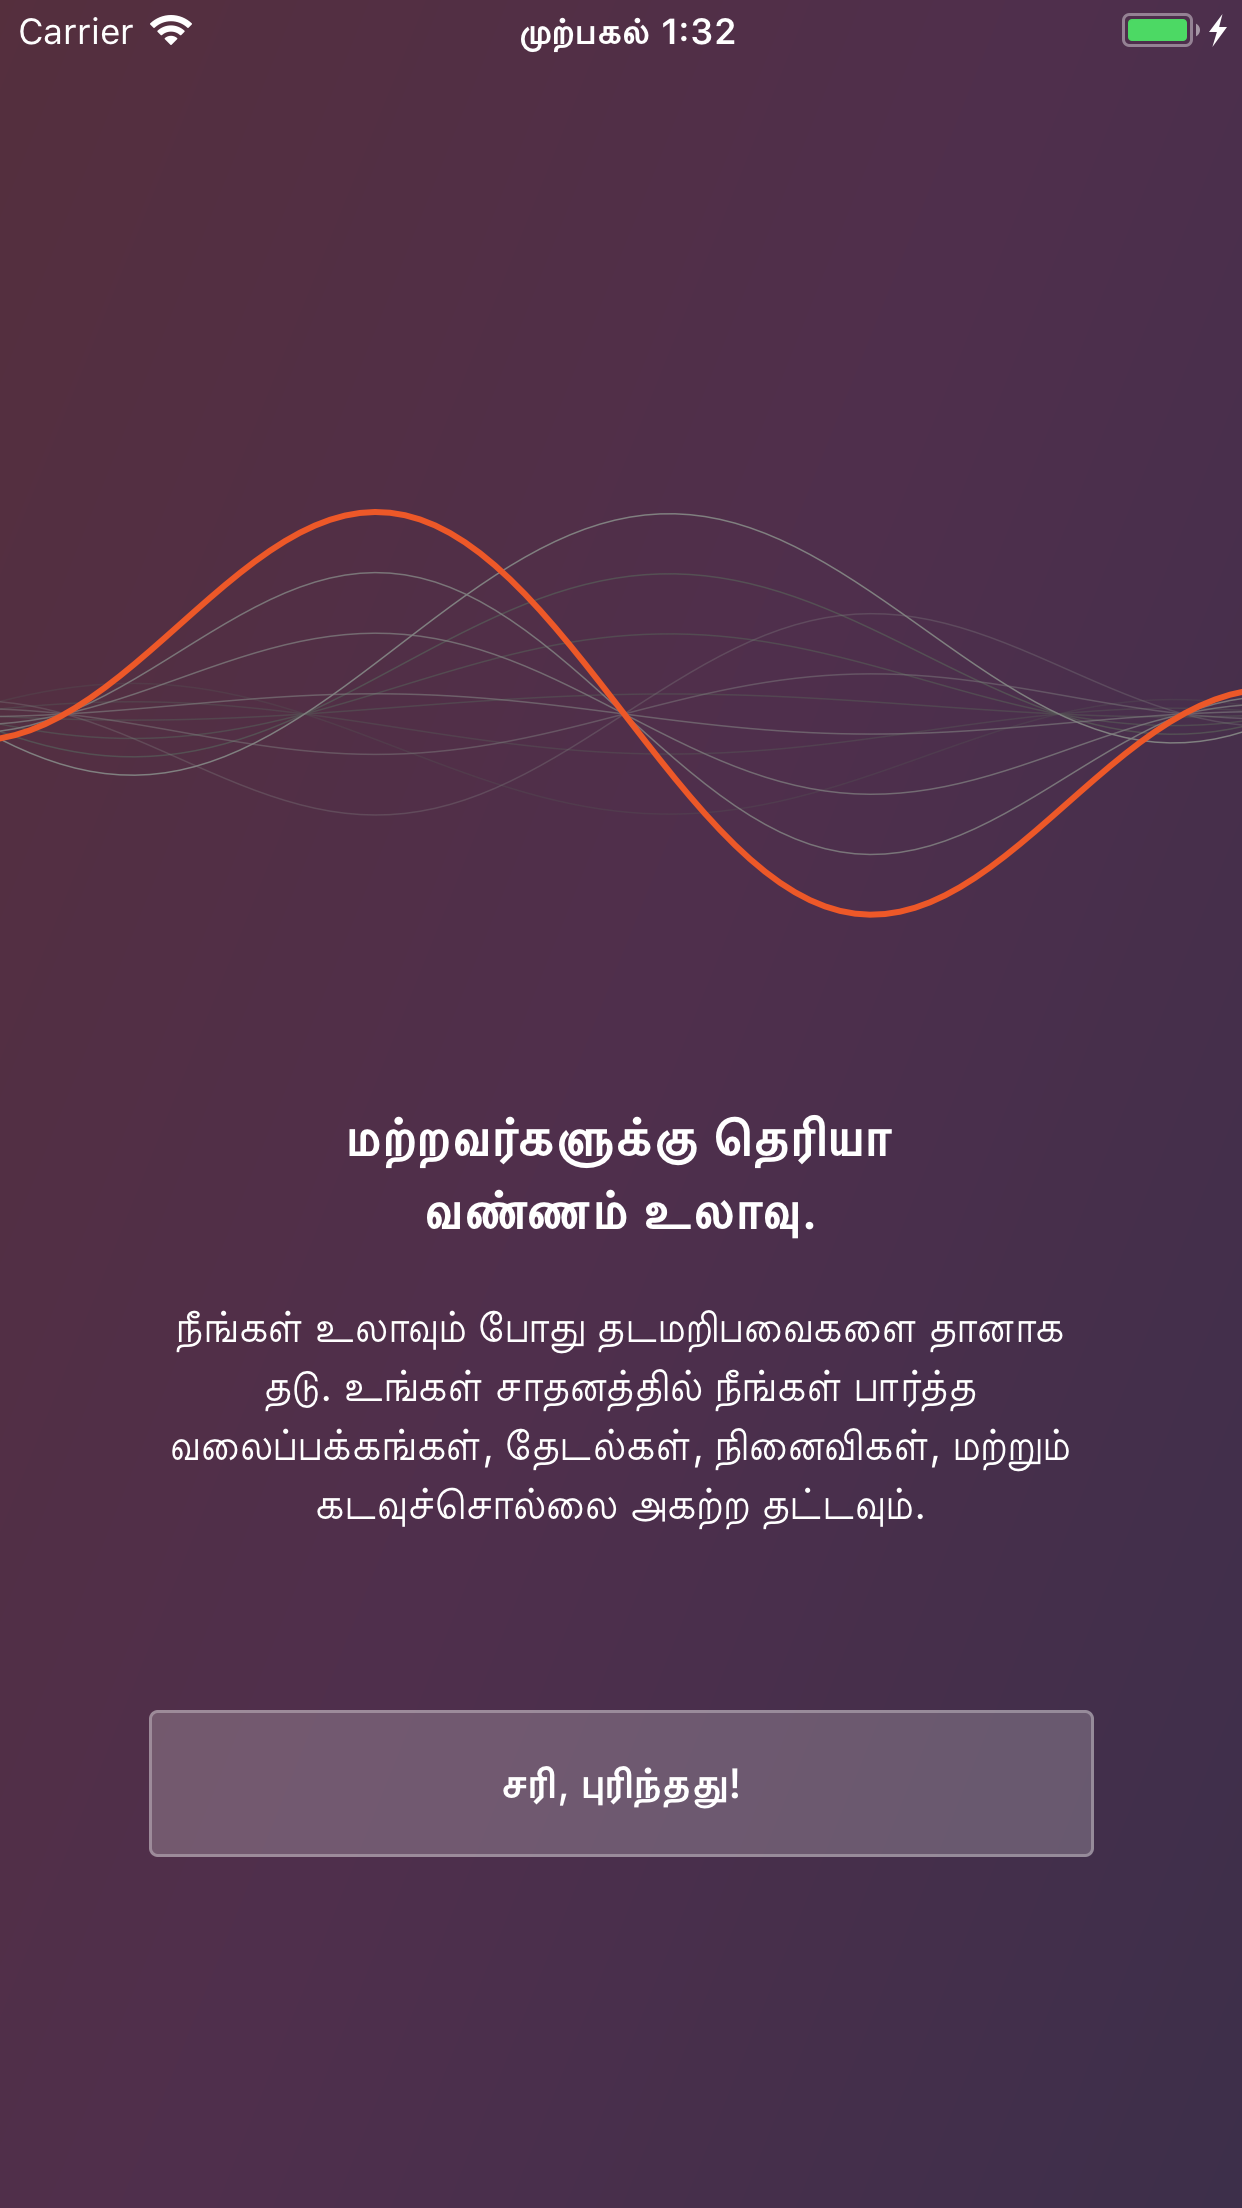 Carrier முற்பகல் 1:32
மற்றவர்களுக்கு தெரியா
வண்ணம் உலாவு.
நீங்கள் உலாவும் போது தடமறிபவைகளை தானாக
தடு. உங்கள் சாதனத்தில் நீங்கள் பார்த்த
வலைப்பக்கங்கள், தேடல்கள், நினைவிகள், மற்றும்
கடவுச்சொல்லை அகற்ற தட்டவும்.
சரி, புரிந்தது!